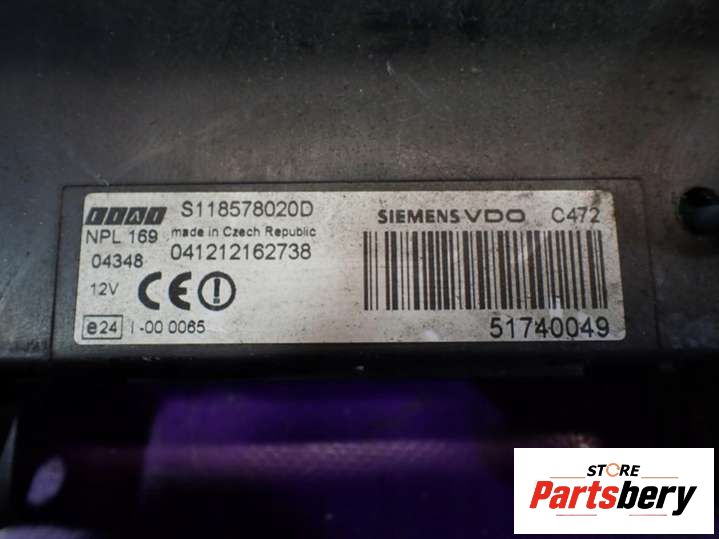 FIAT S118578020D SIEMENS VDO C472
NPL 169 made in Czech Republic
04348 041212162738
12V CE
e24 I -00 0065 51740049
STORE
Partsbery